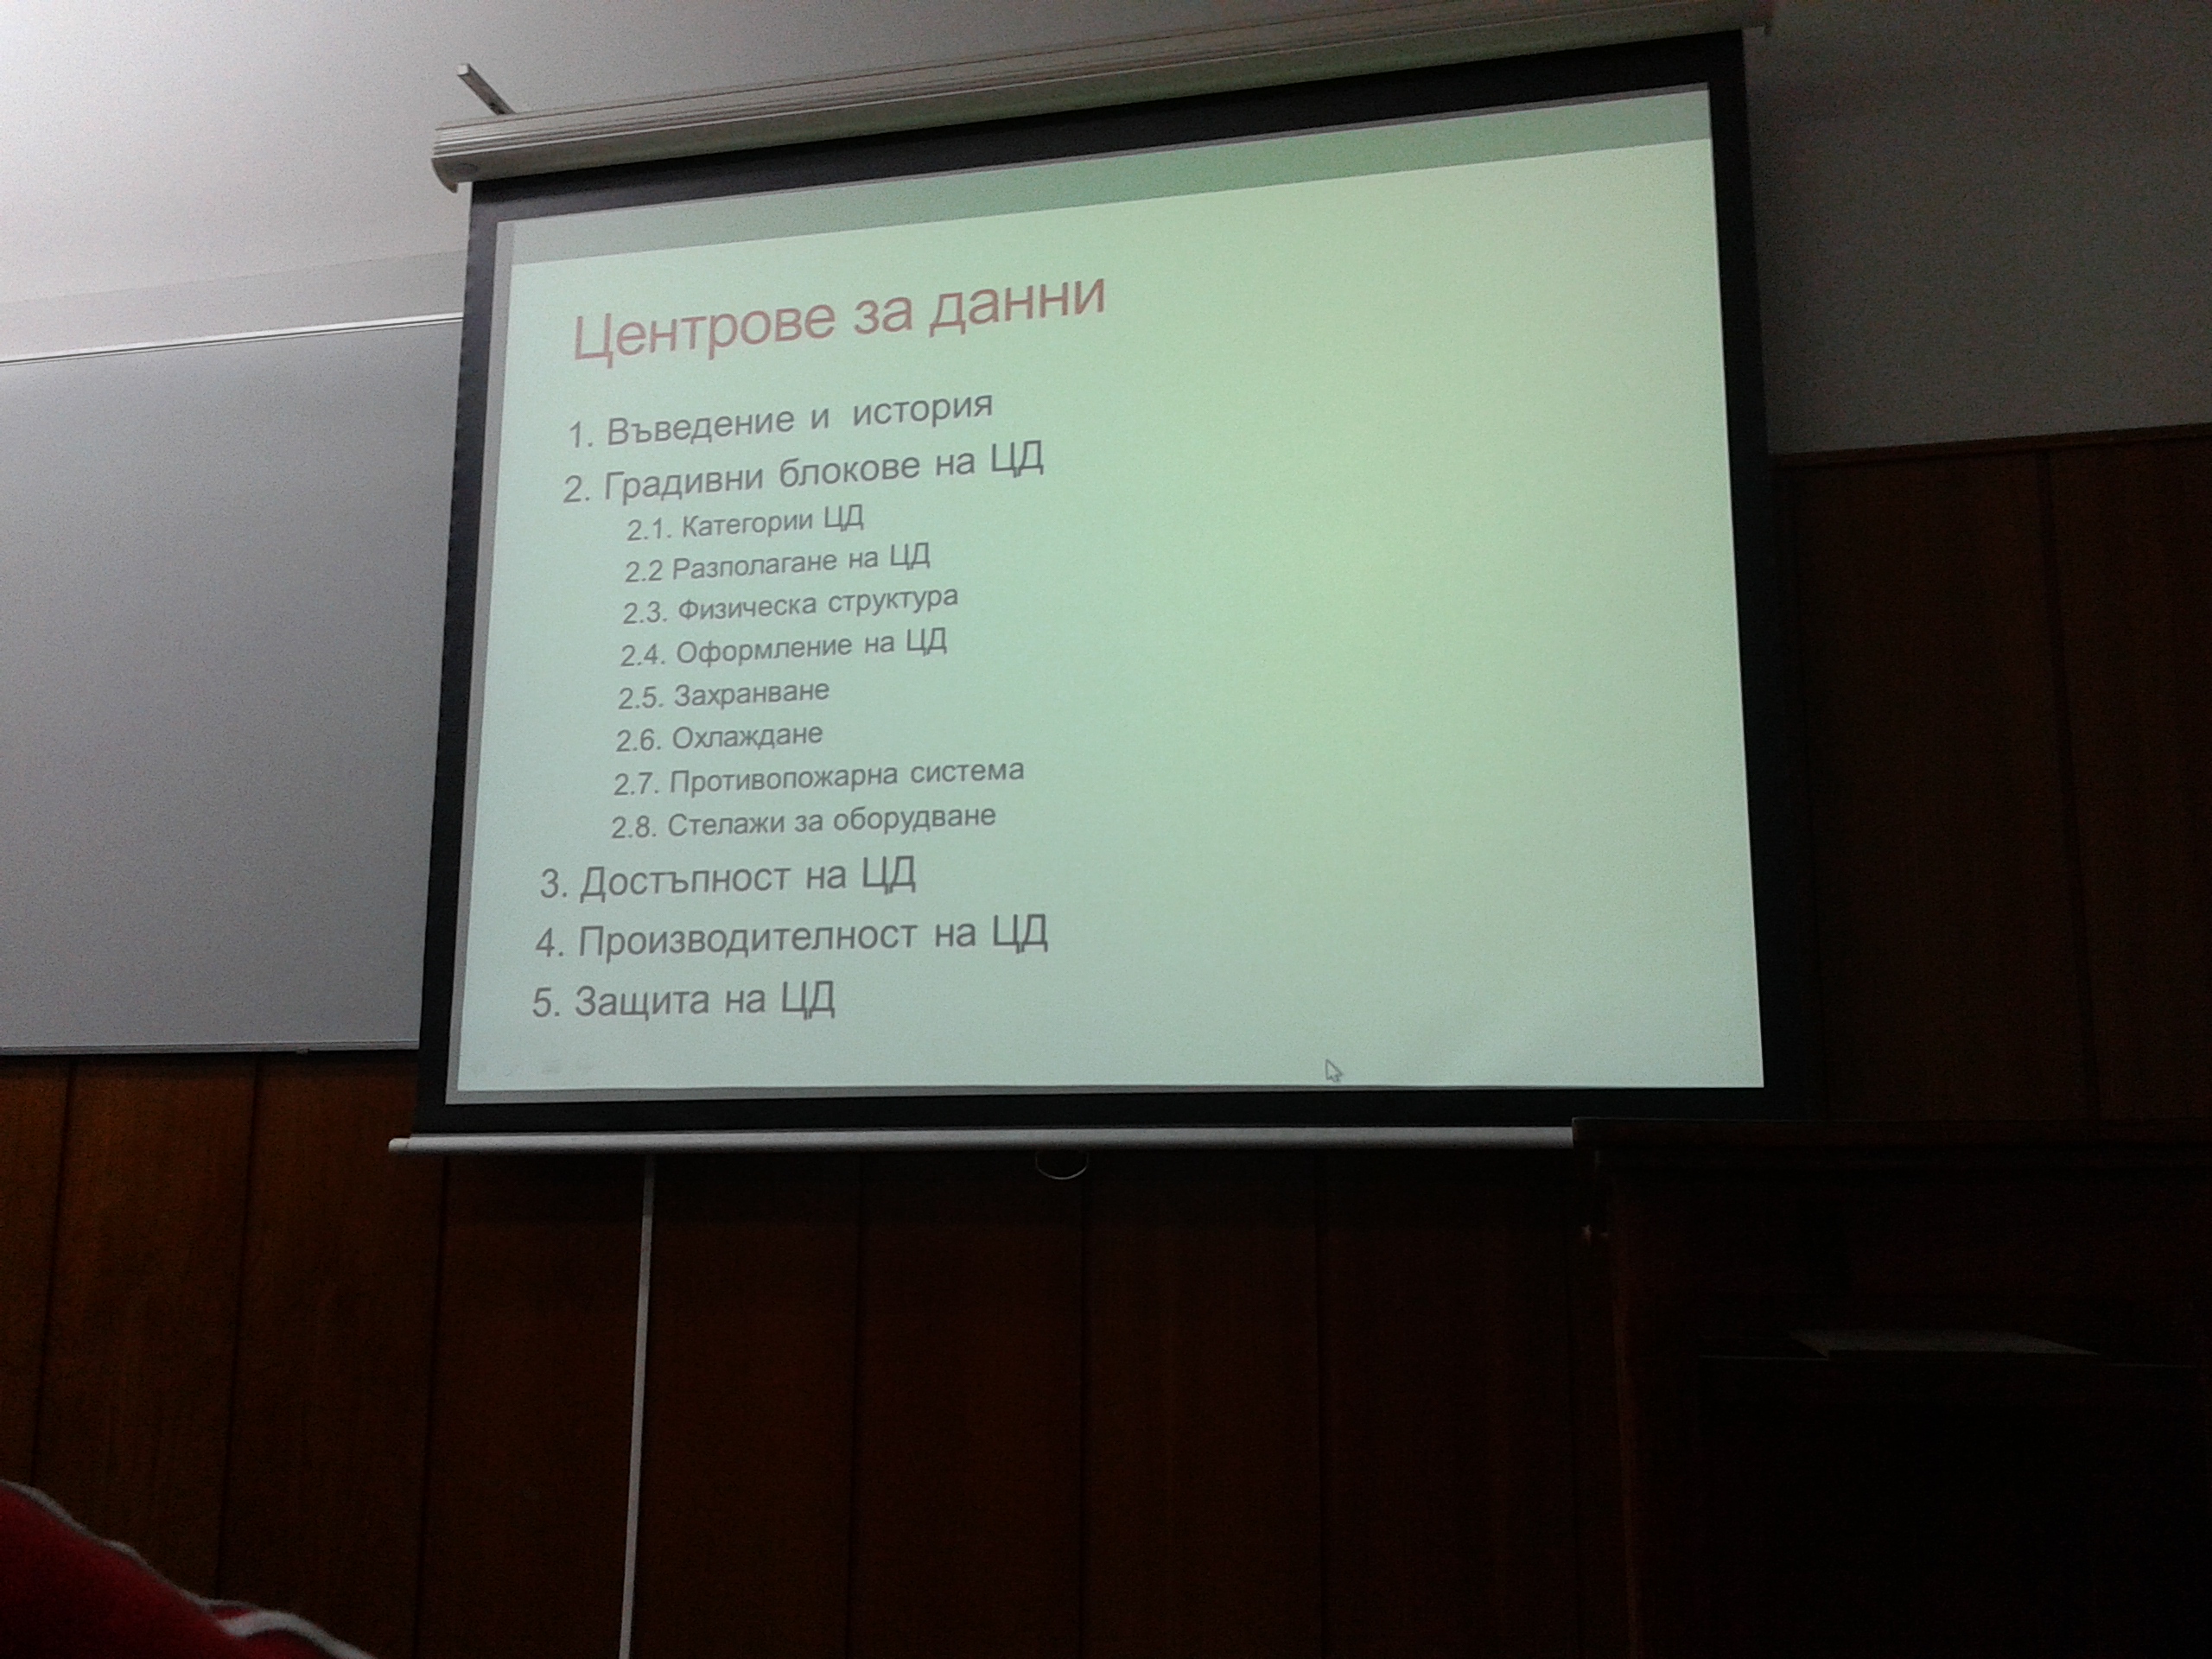 Центрове за данни
1. Въведение и история
2. Градивни блокове на ЦД
2.1. Категории ЦД
2.2 Разполагане на ЦД
2.3. Физическа структура
2.4. Оформление на ЦД
2.5. Захранване
2.6. Охлаждане
2.7. Противопожарна система
2.8. Стелажи за оборудване
3. Достъпност на ЦД
4. Производителност на ЦД
5. Защита на ЦД